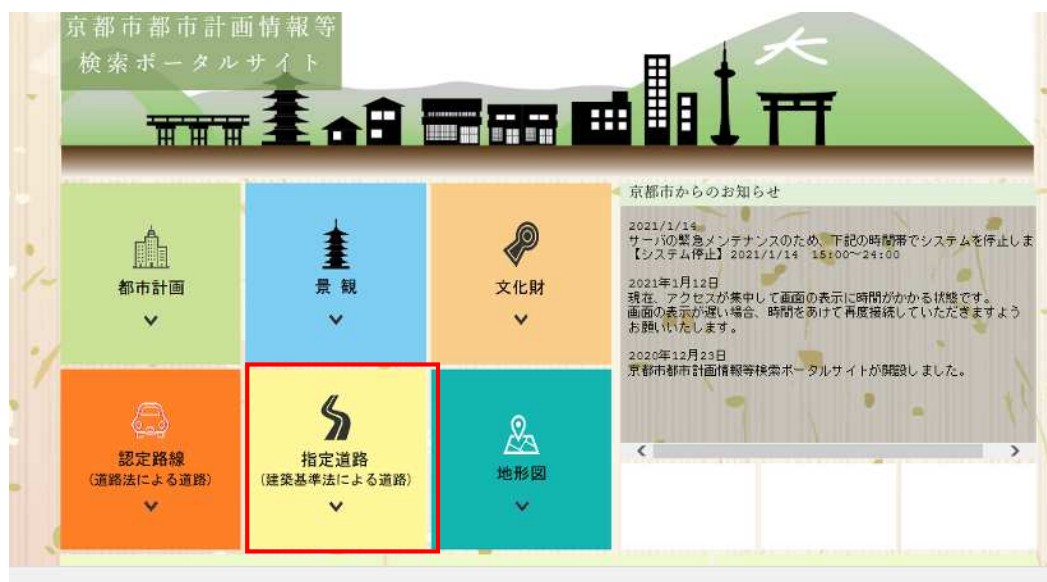 京都市都市計画情報等
検索ポータルサイト
都市計画
景観
文化財
京都市からのお知らせ
2021/1/14
サーバの緊急メンテナンスのため、下記の時間帯でシステムを停止しま
【システム停止】2021/1/14 15:00~24:00
2021年1月12日
現在、アクセスが集中して画面の表示に時間がかかる状態です。
画面の表示が遅い場合、時間をあけて再度接続していただきますよう
お願いいたします。
2020年12月23日
京都市都市計画情報等検索ポータルサイトが開設しました。
認定路線
(道路法による道路)
指定道路
(建築基準法による道路)
地形図